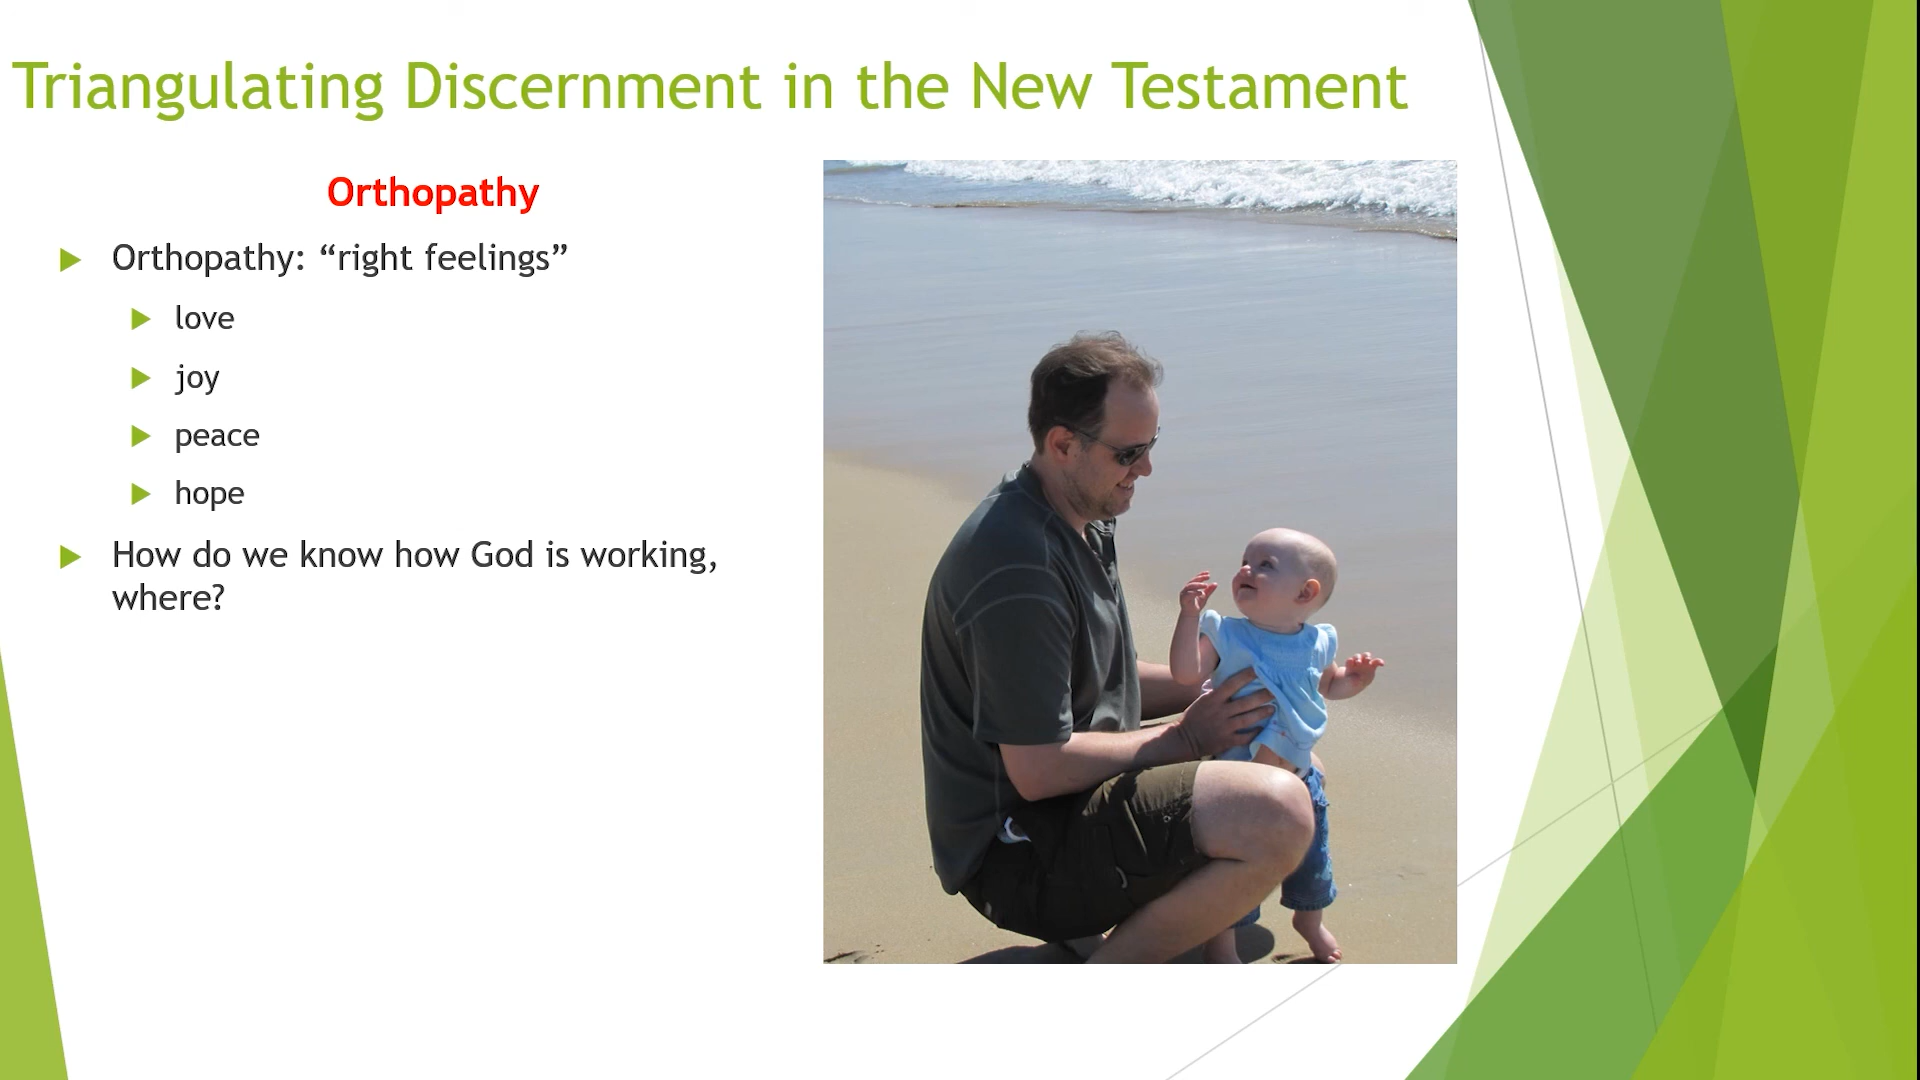 Triangulating Discernment in the New Testament
Orthopathy
Orthopathy: “right feelings”
love
joy
peace
hope
How do we know how God is working,
where?